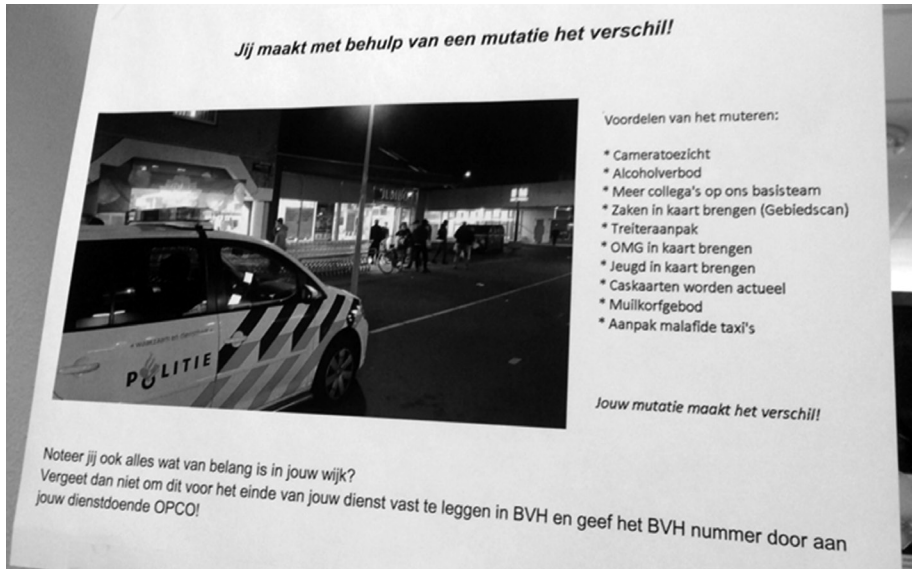 Jij maakt met behulp van een mutatie het verschil!
POLITIE
Voordelen van het muteren:
* Cameratoezicht
* Alcoholverbod
* Meer collega's op ons basisteam
* Zaken in kaart brengen (Gebiedscan)
* Treiteraanpak
* OMG in kaart brengen
* Jeugd in kaart brengen
* Caskaarten worden actueel
* Muilkorfgebod
* Aanpak malafide taxi's
Jouw mutatie maakt het verschil!
Noteer jij ook alles wat van belang is in jouw wijk?
Vergeet dan niet om dit voor het einde van jouw dienst vast te leggen in BVH en geef het BVH nummer door aan
jouw dienstdoende OPCO!